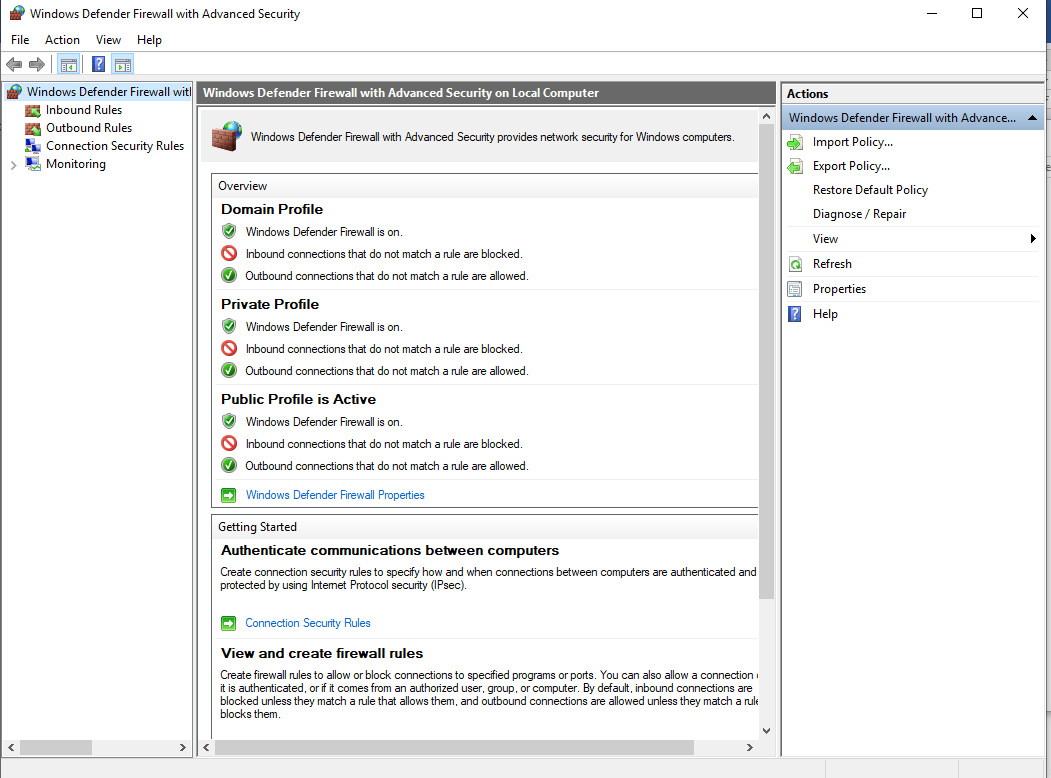 Windows Defender Firewall with Advanced Security
File Action View Help
Windows Defender Firewall with
Inbound Rules
Outbound Rules
Connection Security Rules
Monitoring
Windows Defender Firewall with Advanced Security on Local Computer
Windows Defender Firewall with Advanced Security provides network security for Windows computers.
Overview
Domain Profile
Windows Defender Firewall is on.
Inbound connections that do not match a rule are blocked.
Outbound connections that do not match a rule are allowed.
Private Profile
Windows Defender Firewall is on.
Inbound connections that do not match a rule are blocked.
Outbound connections that do not match a rule are allowed.
Public Profile is Active
Windows Defender Firewall is on.
Inbound connections that do not match a rule are blocked.
Outbound connections that do not match a rule are allowed.
Windows Defender Firewall Properties
Getting Started
Authenticate communications between computers
Create connection security rules to specify how and when connections between computers are authenticated and
protected by using Internet Protocol security (IPsec).
Connection Security Rules
View and create firewall rules
Create firewall rules to allow or block connections to specified programs or ports. You can also allow a connection
it is authenticated, or if it comes from an authorized user, group, or computer. By default, inbound connections are
blocked unless they match a rule that allows them, and outbound connections are allowed unless they match a rule
blocks them.
Actions
Windows Defender Firewall with Advance...
Import Policy...
Export Policy...
Restore Default Policy
Diagnose / Repair
View
Refresh
Properties
Help